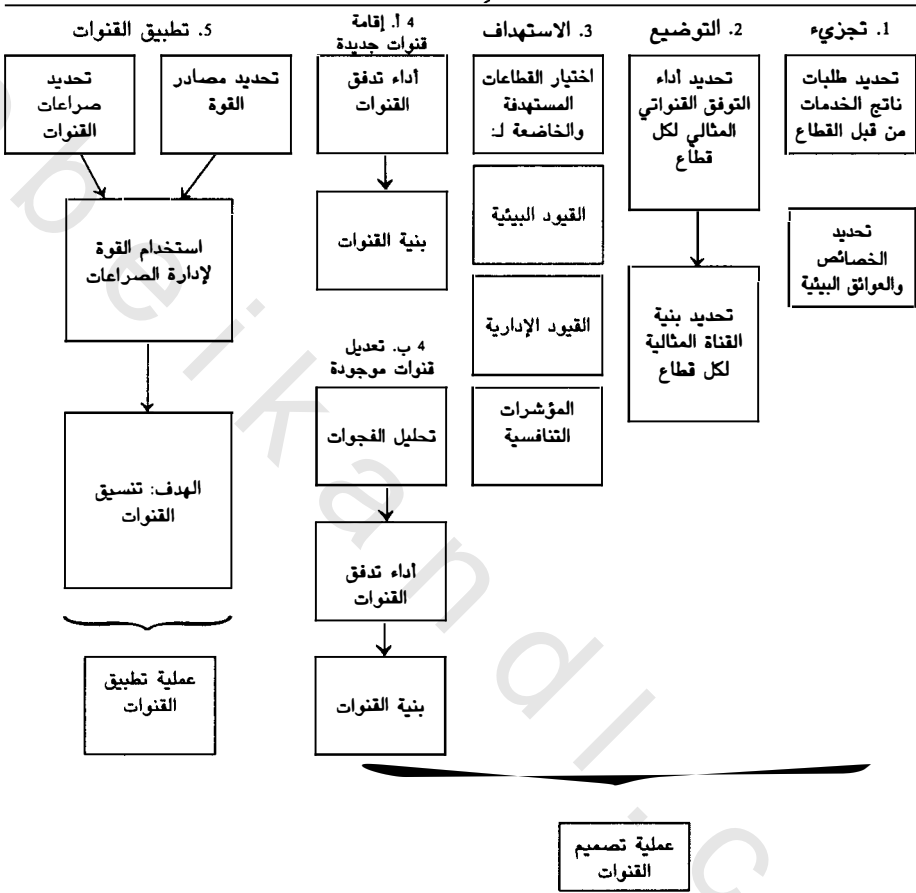 1. تجزيء
تحديد طلبات
ناتج الخدمات
من قبل القطاع
تحديد
الخصائص
والعوائق البيئية
2. التوضيع
تحديد أداء
التوفق القنواتي
المثالي لكل
قطاع
تحديد بنية
القناة المثالية
لكل قطاع
3. الاستهداف
اختيار القطاعات
المستهدفة
والخاضعة لـ:
القيود البيئية
القيود الإدارية
المؤشرات
التنافسية
4 أ. إقامة
قنوات جديدة
أداء تدفق
القنوات
بنية القنوات
4 ب. تعديل
قنوات موجودة
تحليل الفجوات
أداء تدفق
القنوات
بنية القنوات
5. تطبيق القنوات
تحديد مصادر
القوة
تحديد
صراعات
القنوات
استخدام القوة
لإدارة الصراعات
الهدف: تنسيق
القنوات
عملية تطبيق
القنوات
عملية تصميم
القنوات
obeikandl.c